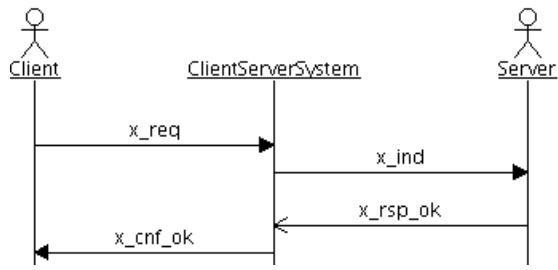 Client ClientServerSystem Server
x_req
x_ind
x_rsp_ok
x_cnf_ok